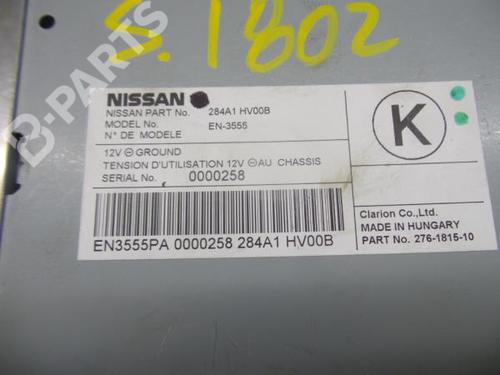 S.1802
B-PARTS
NISSAN
NISSAN PART No. 284A1 HV00B
MODEL No. EN-3555
N° DE MODELE
12V ⊖ GROUND
TENSION D'UTILISATION 12V ⊖ AU CHASSIS
SERIAL No. 0000258
K
EN3555PA 0000258 284A1 HV00B
Clarion Co.,Ltd.
MADE IN HUNGARY
PART No. 276-1815-10